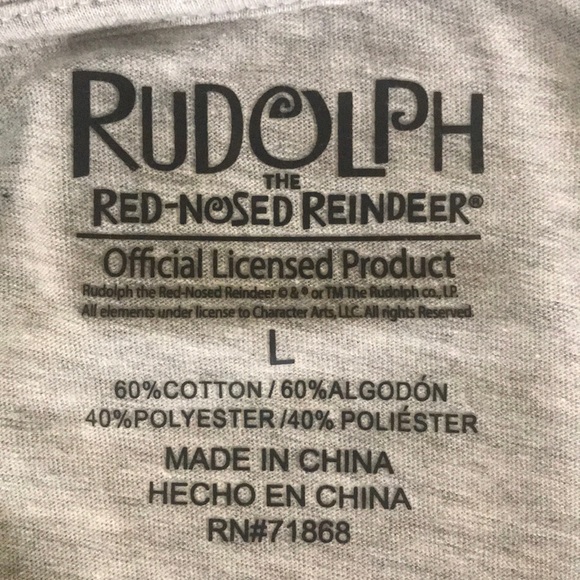 RUDOLPH
THE
RED-NOSED REINDEER®
Official Licensed Product
Rudolph the Red-Nosed Reindeer © & ® or TM The Rudolph co., LP.
All elements under license to Character Arts, LLC. All rights Reserved.
L
60%COTTON / 60%ALGODÓN
40%POLYESTER /40% POLIÉSTER
MADE IN CHINA
HECHO EN CHINA
RN#71868